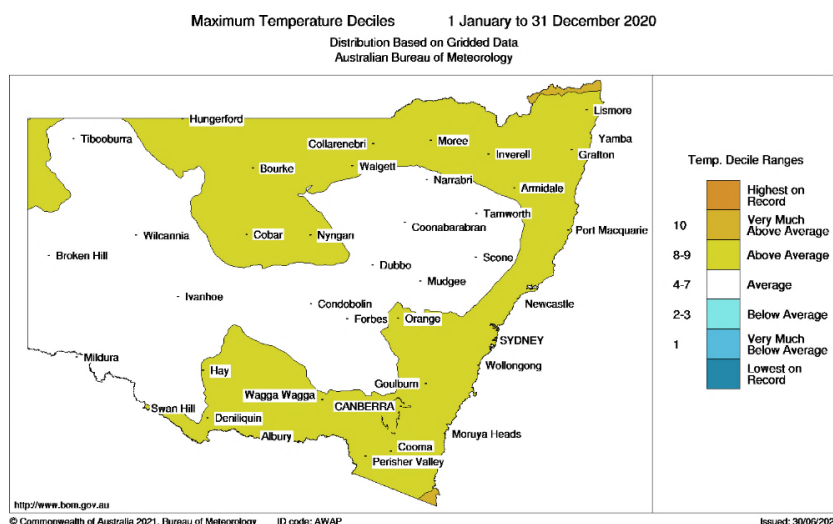 Maximum Temperature Deciles 1 January to 31 December 2020
Distribution Based on Gridded Data
Australian Bureau of Meteorology
Hungerford
Lismore
Tibooburra
Collarenebri
Moree
Yamba
Inverell
Grafton
Bourke
Walgett
Narrabri
Armidale
Tamworth
Coonabarabran
Port Macquarie
Wilcannia
Cobar
Nyngan
Broken Hill
Dubbo
Scone
Mudgee
Ivanhoe
Condobolin
Newcastle
Forbes
Orange
SYDNEY
Mildura
Wollongong
Hay
Goulburn
Wagga Wagga
CANBERRA
Swan Hill
Deniliquin
Albury
Moruya Heads
Cooma
Perisher Valley
Temp. Decile Ranges
Highest on
Record
10 Very Much
Above Average
8-9 Above Average
4-7 Average
2-3 Below Average
1 Very Much
Below Average
Lowest on
Record
http://www.bom.gov.au
© Commonwealth of Australia 2021, Bureau of Meteorology ID code: AWAP Issued: 30/06/202